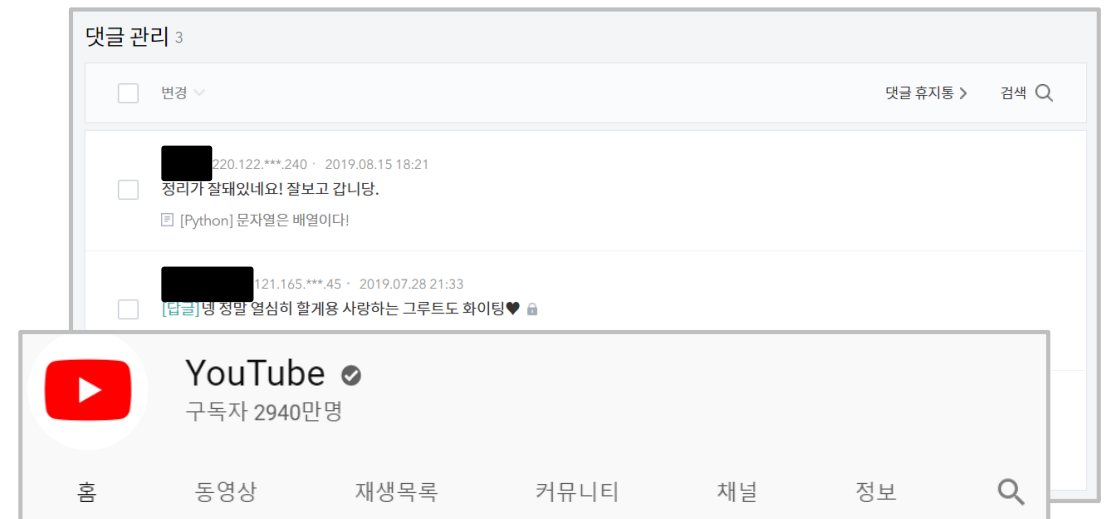 댓글 관리 3
변경
댓글 휴지통 검색
220.122.***.240 · 2019.08.15 18:21
정리가 잘돼있네요! 잘보고 갑니당.
[Python] 문자열은 배열이다!
121.165.***.45 · 2019.07.28 21:33
[답글] 넹 정말 열심히 할게용 사랑하는 그루트도 화이팅♥
YouTube
구독자 2940만명
홈 동영상 재생목록 커뮤니티 채널 정보